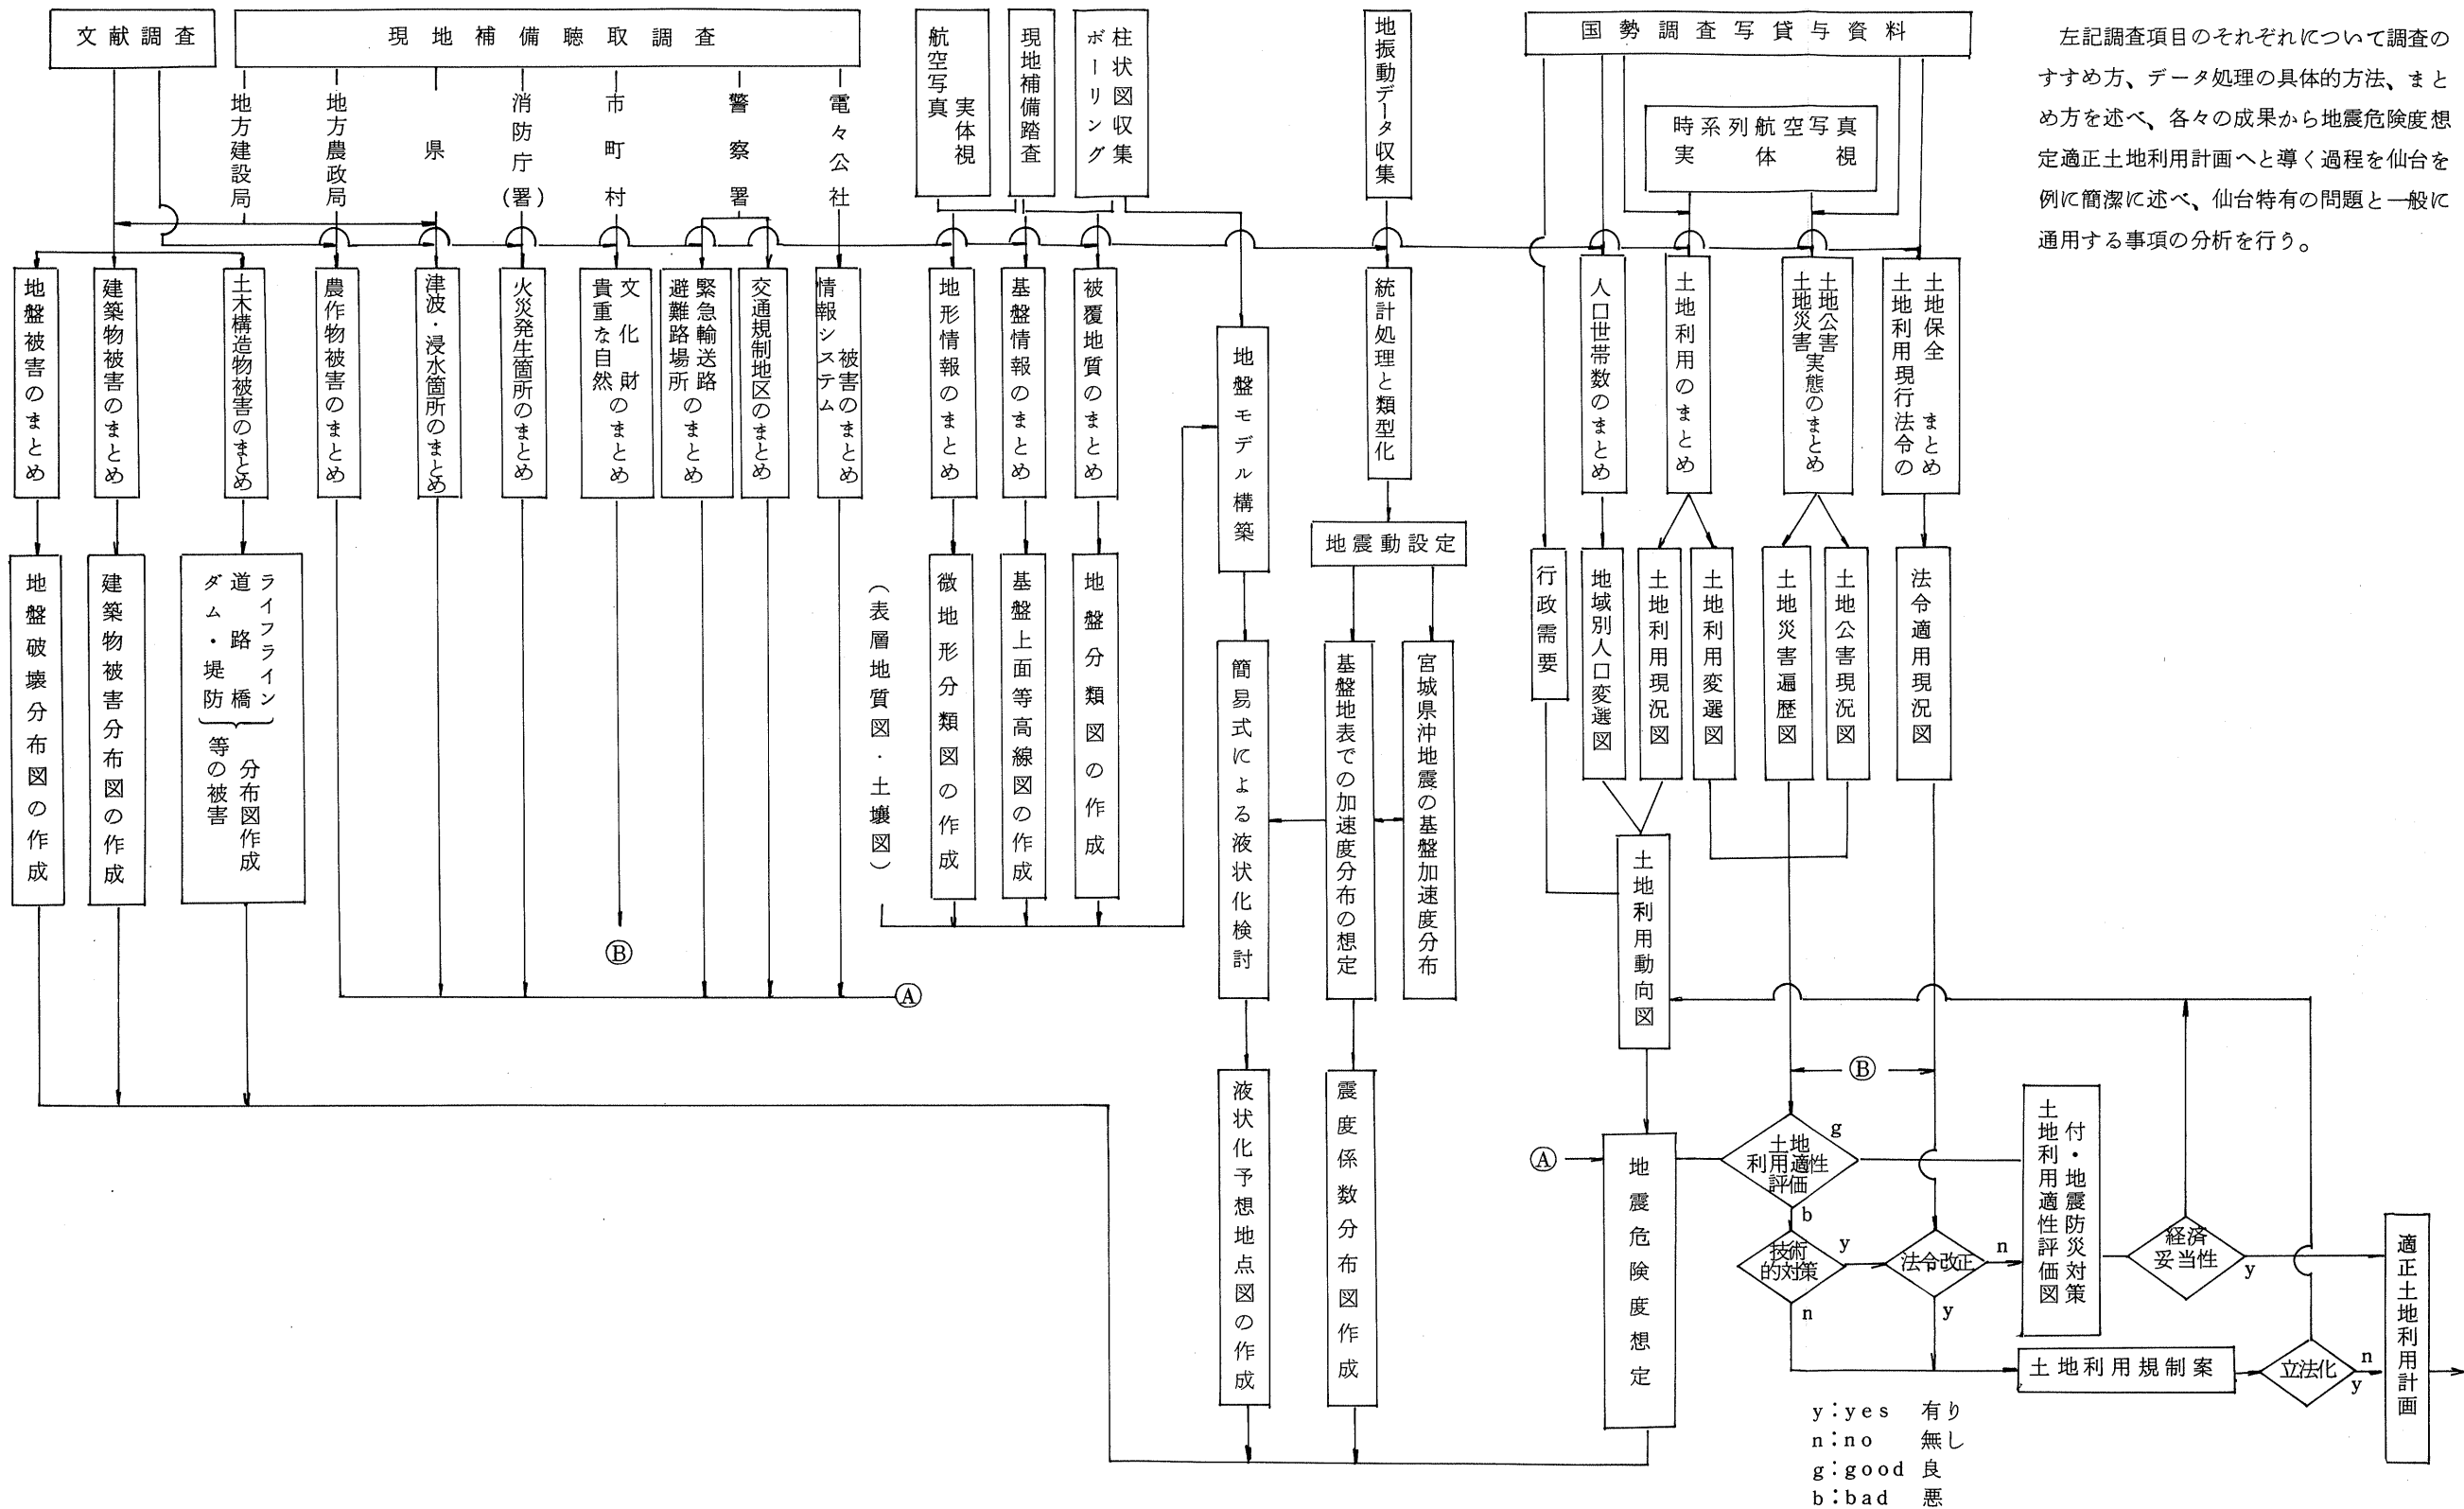 文献調査
現地補備聴取調査
航空写真
実体視
現地補備踏査
柱状図収集
ボーリング
地振動データ収集
国勢調査写貸与資料
時系列航空写真
実体視
左記調査項目のそれぞれについて調査の
すすめ方、データ処理の具体的方法、まと
め方を述べ、各々の成果から地震危険度想
定適正土地利用計画へと導く過程を仙台を
例に簡潔に述べ、仙台特有の問題と一般に
通用する事項の分析を行う。
地方建設局
地方農政局
県
消防庁
(署)
市町村
警察署
電々公社
地盤被害のまとめ
建築物被害のまとめ
土木構造物被害のまとめ
農作物被害のまとめ
津波・浸水箇所のまとめ
火災発生箇所のまとめ
文化財のまとめ
貴重な自然
緊急輸送路のまとめ
避難路場所
交通規制地区のまとめ
被害のまとめ
情報システム
地形情報のまとめ
基盤情報のまとめ
被覆地質のまとめ
地盤モデル構築
統計処理と類型化
地震動設定
人口世帯数のまとめ
土地利用のまとめ
土地公害実態のまとめ
土地災害
土地保全まとめ
土地利用現行法令の
地盤破壊分布図の作成
建築物被害分布図の作成
ライフライン
道路橋
ダム・堤防
分布図作成
等の被害
(表層地質図・土壌図)
微地形分類図の作成
基盤上面等高線図の作成
地盤分類図の作成
簡易式による液状化検討
基盤地表での加速度分布の想定
宮城県沖地震の基盤加速度分布
行政需要
地域別人口変選図
土地利用現況図
土地利用変選図
土地災害遍歴図
土地公害現況図
法令適用現況図
土地利用動向図
Ⓑ
Ⓐ
液状化予想地点図の作成
震度係数分布図作成
Ⓐ
地震危険度想定
Ⓑ
土地
利用適性
評価
g
b
技術
的対策
y
n
法令改正
n
y
付・地震防災対策
土地利用適性評価図
経済
妥当性
y
土地利用規制案
立法化
n
y
適正土地利用計画
y:yes 有り
n:no 無し
g:good 良
b:bad 悪